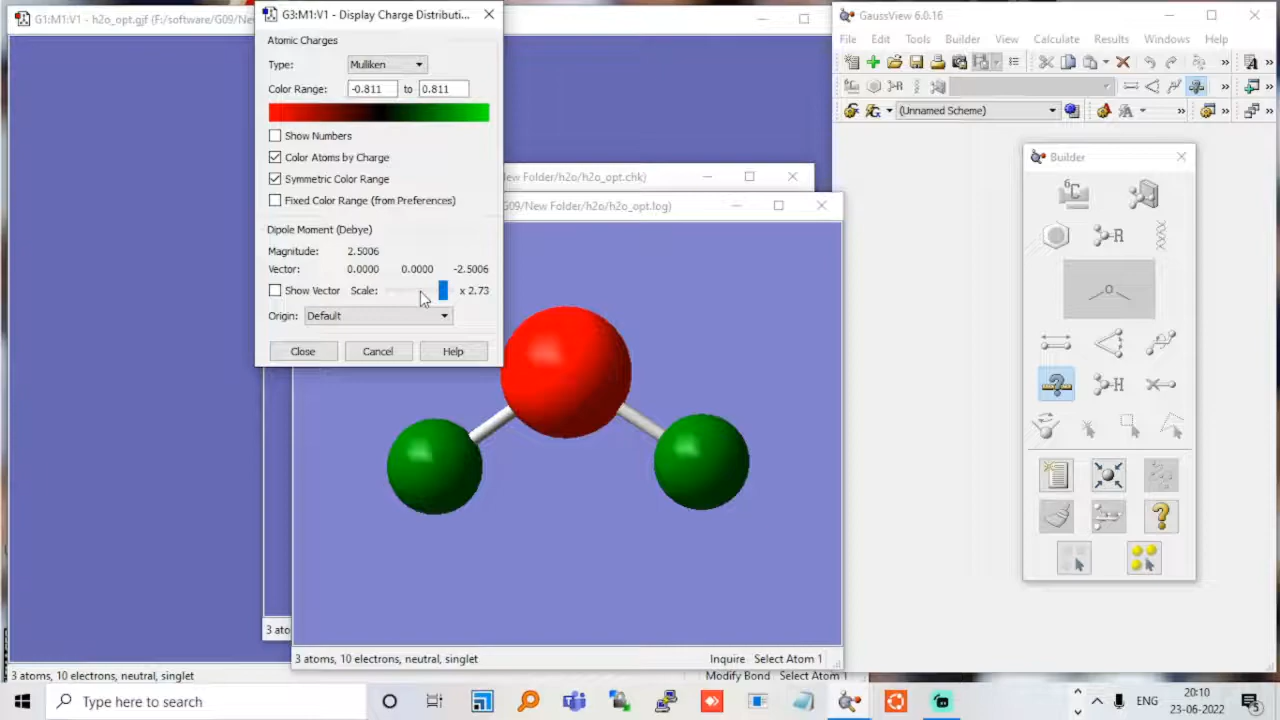 G1:M1:V1 - h2o_opt.gjf (F:/software/G09/New
G3:M1:V1 - Display Charge Distributi...
GaussView 6.0.16
File Edit Tools Builder View Calculate Results Windows Help
Atomic Charges
Type: Mulliken
Color Range: -0.811 to 0.811
(Unnamed Scheme)
Show Numbers
Color Atoms by Charge
Symmetric Color Range
Fixed Color Range (from Preferences)
Dipole Moment (Debye)
Magnitude: 2.5006
Vector: 0.0000 0.0000 -2.5006
Show Vector Scale: x 2.73
Origin: Default
Close Cancel Help
New Folder/h2o/h2o_opt.chk)
G09/New Folder/h2o/h2o_opt.log)
Builder
6C
R
O
H
3 ato
3 atoms, 10 electrons, neutral, singlet
Inquire Select Atom 1
3 atoms, 10 electrons, neutral, singlet
Modify Bond Select Atom
Type here to search
ENG
20:10
23-06-2022
5